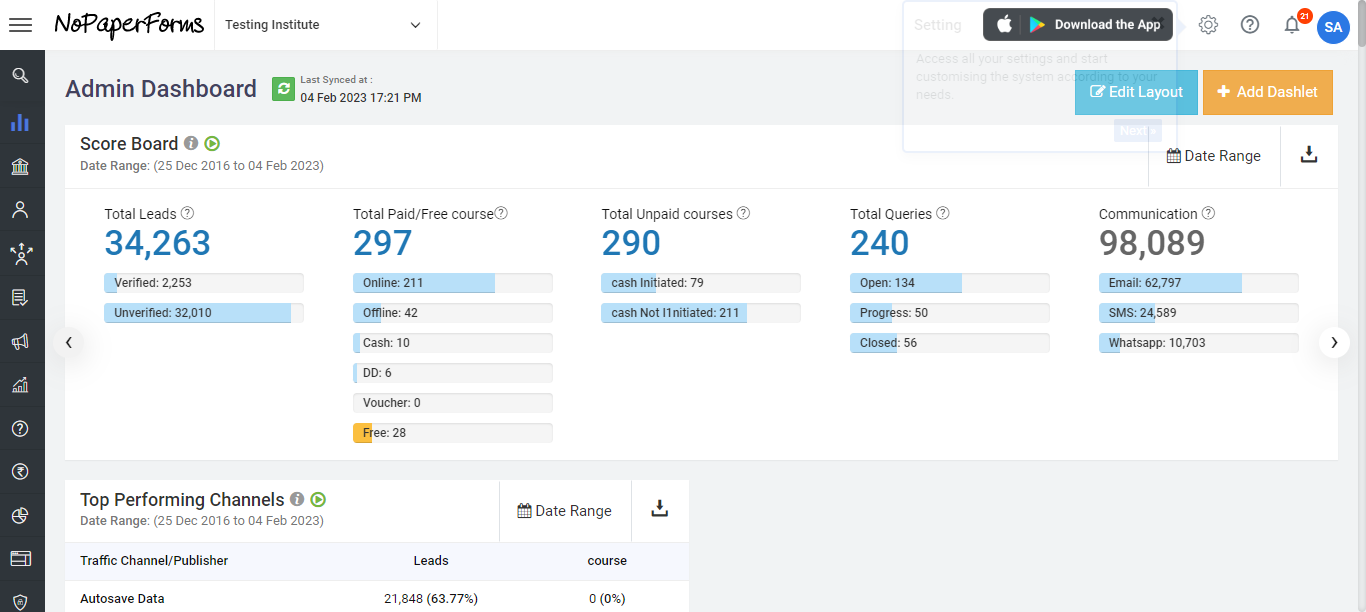 NoPaperForms
Testing Institute
Setting
Download the App
21
SA
Access all your settings and start
customising the system according to your
needs.
Next »
Admin Dashboard
Last Synced at :
04 Feb 2023 17:21 PM
Edit Layout
Add Dashlet
Score Board
Date Range: (25 Dec 2016 to 04 Feb 2023)
Date Range
Total Leads
34,263
Verified: 2,253
Unverified: 32,010
Total Paid/Free course
297
Online: 211
Offline: 42
Cash: 10
DD: 6
Voucher: 0
Free: 28
Total Unpaid courses
290
cash Initiated: 79
cash Not I1nitiated: 211
Total Queries
240
Open: 134
Progress: 50
Closed: 56
Communication
98,089
Email: 62,797
SMS: 24,589
Whatsapp: 10,703
Top Performing Channels
Date Range: (25 Dec 2016 to 04 Feb 2023)
Date Range
Traffic Channel/Publisher Leads course
Autosave Data 21,848 (63.77%) 0 (0%)